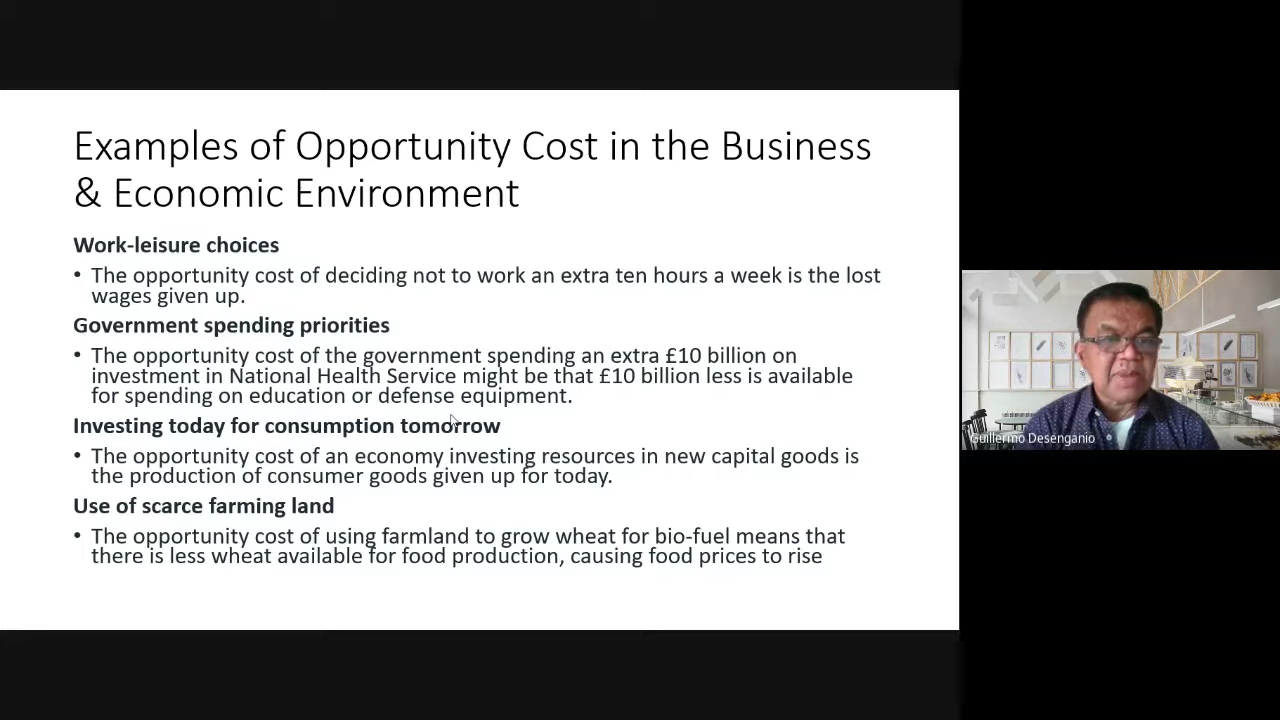 Examples of Opportunity Cost in the Business
& Economic Environment
Work-leisure choices
• The opportunity cost of deciding not to work an extra ten hours a week is the lost
wages given up.
Government spending priorities
• The opportunity cost of the government spending an extra £10 billion on
investment in National Health Service might be that £10 billion less is available
for spending on education or defense equipment.
Investing today for consumption tomorrow
• The opportunity cost of an economy investing resources in new capital goods is
the production of consumer goods given up for today.
Use of scarce farming land
• The opportunity cost of using farmland to grow wheat for bio-fuel means that
there is less wheat available for food production, causing food prices to rise
Guillermo Desenganio